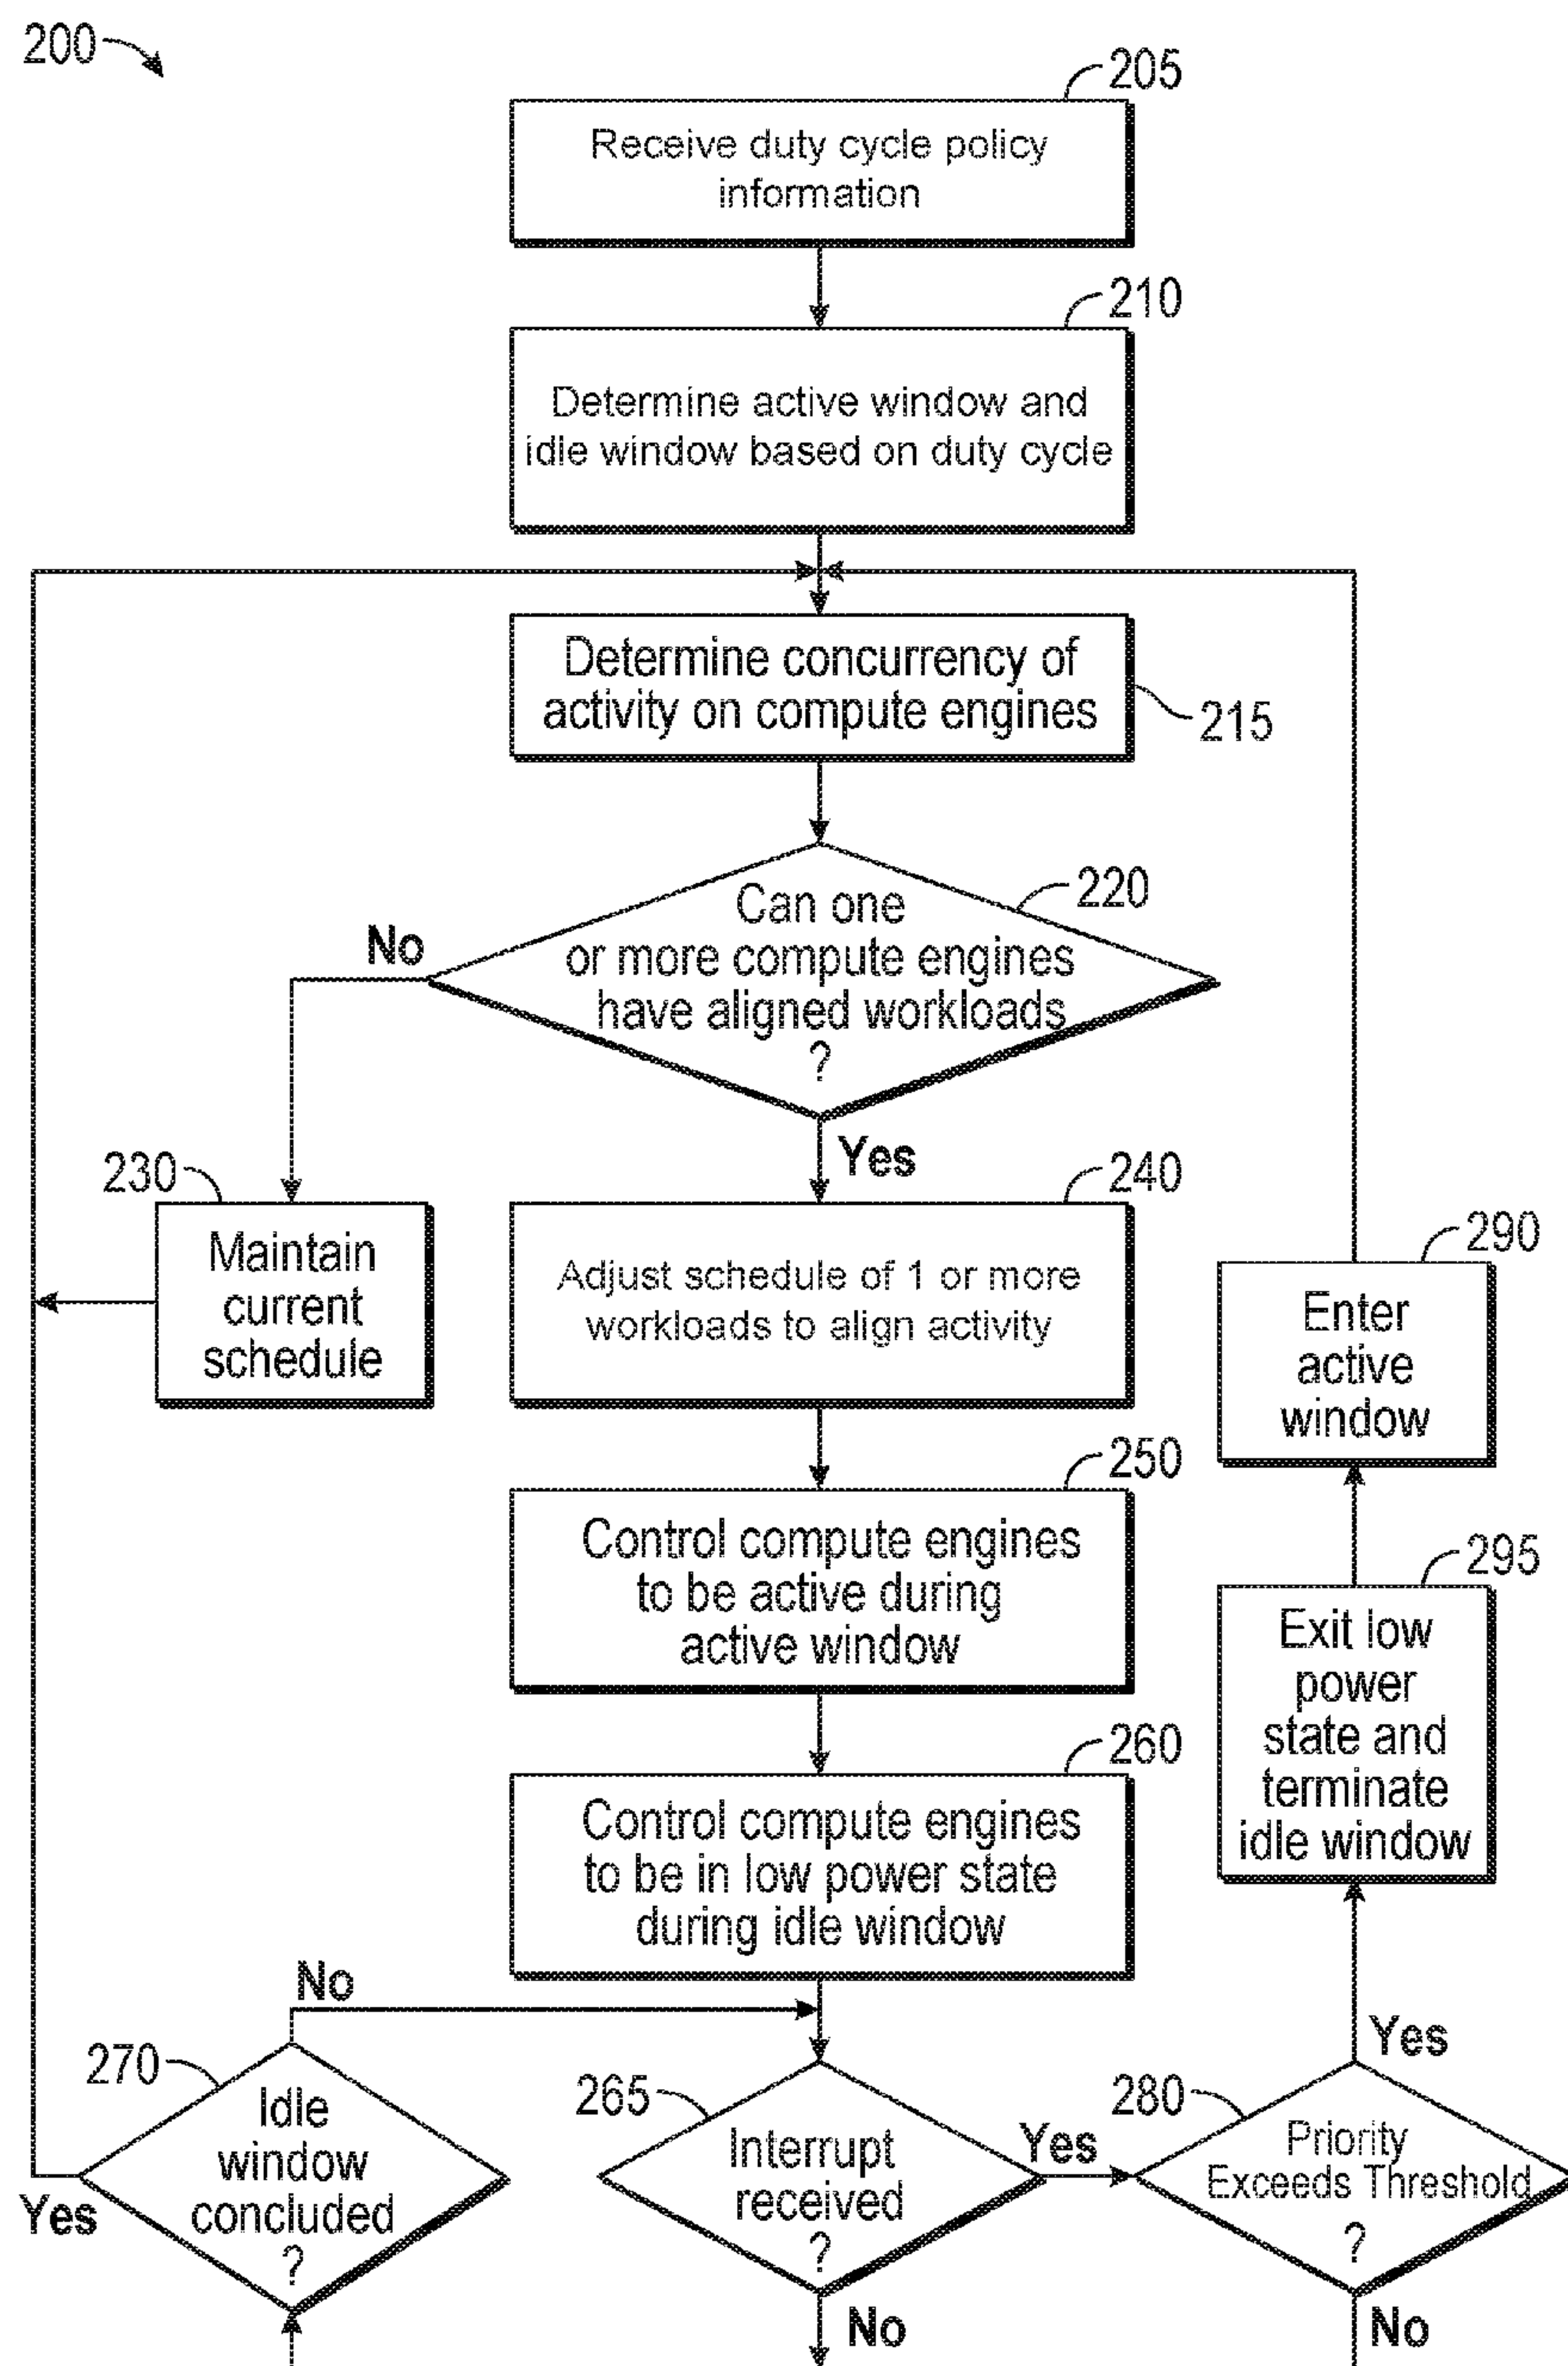 200
205
Receive duty cycle policy
information
210
Determine active window and
idle window based on duty cycle
Determine concurrency of
activity on compute engines
215
220
Can one
or more compute engines
have aligned workloads
?
No
Yes
230
Maintain
current
schedule
240
Adjust schedule of 1 or more
workloads to align activity
290
Enter
active
window
250
Control compute engines
to be active during
active window
295
Exit low
power
state and
terminate
idle window
260
Control compute engines
to be in low power state
during idle window
No
270
Idle
window
concluded
?
Yes
265
Interrupt
received
?
Yes
No
280
Priority
Exceeds Threshold
?
Yes
No